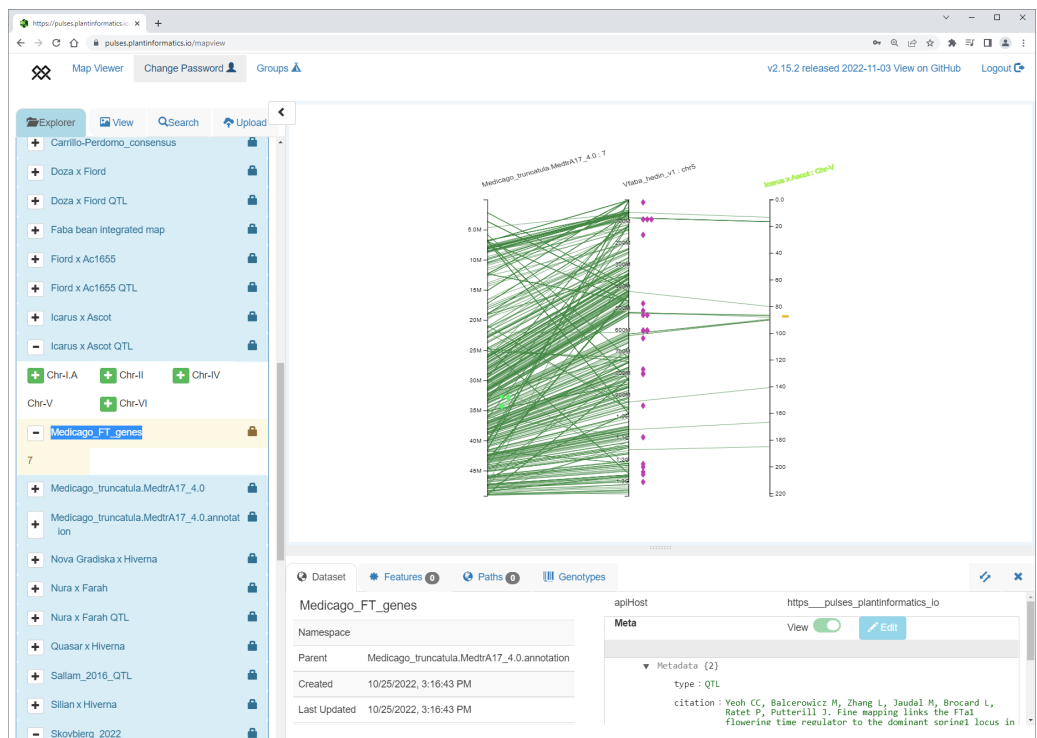 https://pulses.plantinformatics.io
pulses.plantinformatics.io/mapview
Map Viewer
Change Password
Groups
v2.15.2 released 2022-11-03 View on GitHub
Logout
Explorer
View
Search
Upload
Carrillo-Perdomo_consensus
Doza x Fiord
Doza x Fiord QTL
Faba bean integrated map
Fiord x Ac1655
Fiord x Ac1655 QTL
Icarus x Ascot
Icarus x Ascot QTL
Chr-I.A
Chr-II
Chr-IV
Chr-V
Chr-VI
Medicago_FT_genes
7
Medicago_truncatula.MedtrA17_4.0
Medicago_truncatula.MedtrA17_4.0.annotat
ion
Nova Gradiska x Hiverna
Nura x Farah
Nura x Farah QTL
Quasar x Hiverna
Sallam_2016_QTL
Silian x Hiverna
Skovbjerg_2022
Medicago_truncatula.MedtrA17_4.0 : 7
Vfaba_hedin_v1 : chr5
Icarus x Ascot : Chr-V
5.0M
10M
15M
20M
25M
30M
35M
40M
45M
0.0
20
40
60
80
100
120
140
160
180
200
220
Dataset
Features 0
Paths 0
Genotypes
Medicago_FT_genes
Namespace
Parent Medicago_truncatula.MedtrA17_4.0.annotation
Created 10/25/2022, 3:16:43 PM
Last Updated 10/25/2022, 3:16:43 PM
apiHost https___pulses_plantinformatics_io
Meta
View
Edit
Metadata {2}
type : QTL
citation : Yeoh CC, Balcerowicz M, Zhang L, Jaudal M, Brocard L,
Ratet P, Putterill J. Fine mapping links the FTa1
flowering time regulator to the dominant spring1 locus in